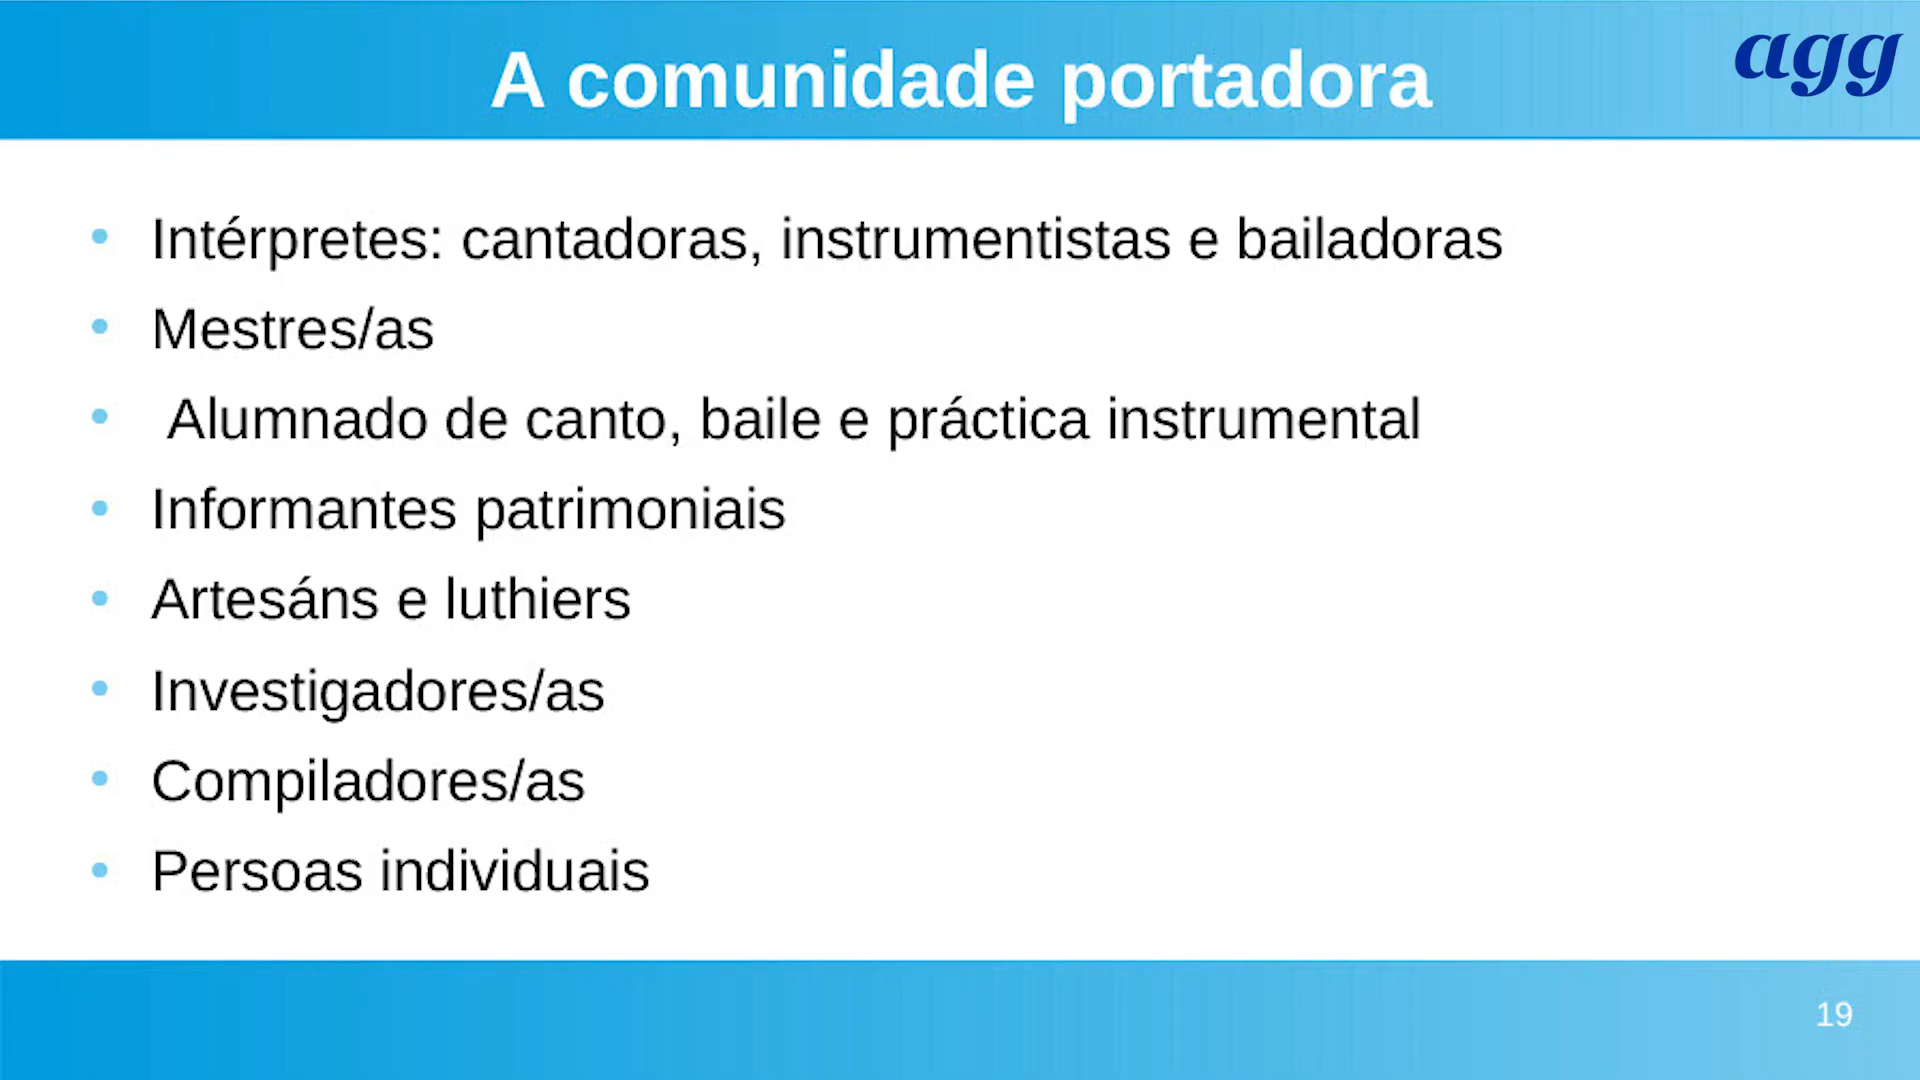 A comunidade portadora
agg
• Intérpretes: cantadoras, instrumentistas e bailadoras
• Mestres/as
• Alumnado de canto, baile e práctica instrumental
• Informantes patrimoniais
• Artesáns e luthiers
• Investigadores/as
• Compiladores/as
• Persoas individuais
19